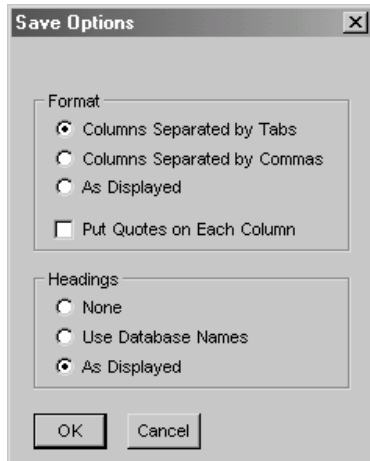 Save Options
Format
Columns Separated by Tabs
Columns Separated by Commas
As Displayed
Put Quotes on Each Column
Headings
None
Use Database Names
As Displayed
OK Cancel